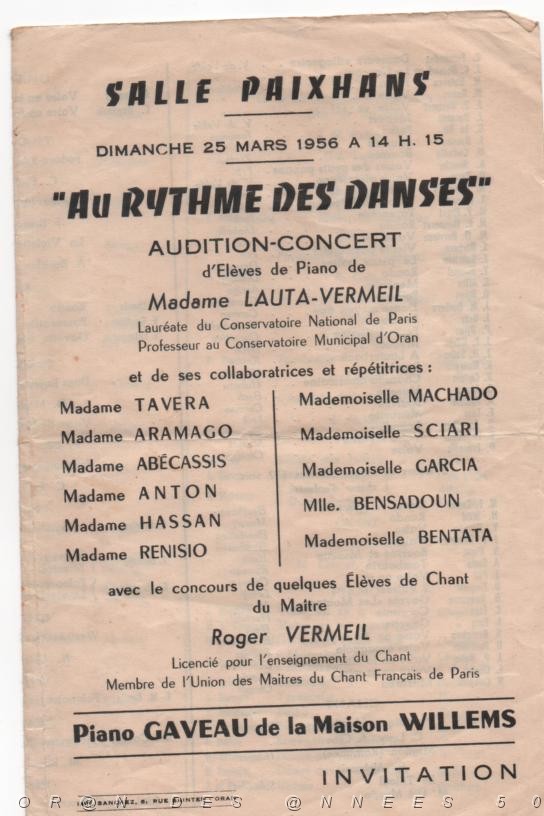 SALLE PAIXHANS
DIMANCHE 25 MARS 1956 A 14 H. 15
"AU RYTHME DES DANSES"
AUDITION-CONCERT
d'Elèves de Piano de
Madame LAUTA-VERMEIL
Lauréate du Conservatoire National de Paris
Professeur au Conservatoire Municipal d'Oran
et de ses collaboratrices et répétitrices :
Madame TAVERA
Madame ARAMAGO
Madame ABÉCASSIS
Madame ANTON
Madame HASSAN
Madame RENISIO
Mademoiselle MACHADO
Mademoiselle SCIARI
Mademoiselle GARCIA
Mlle. BENSADOUN
Mademoiselle BENTATA
avec le concours de quelques Élèves de Chant
du Maître
Roger VERMEIL
Licencié pour l'enseignement du Chant
Membre de l'Union des Maitres du Chant Français de Paris
Piano GAVEAU de la Maison WILLEMS
INVITATION
RUE
OR@N DES @NNEES 50